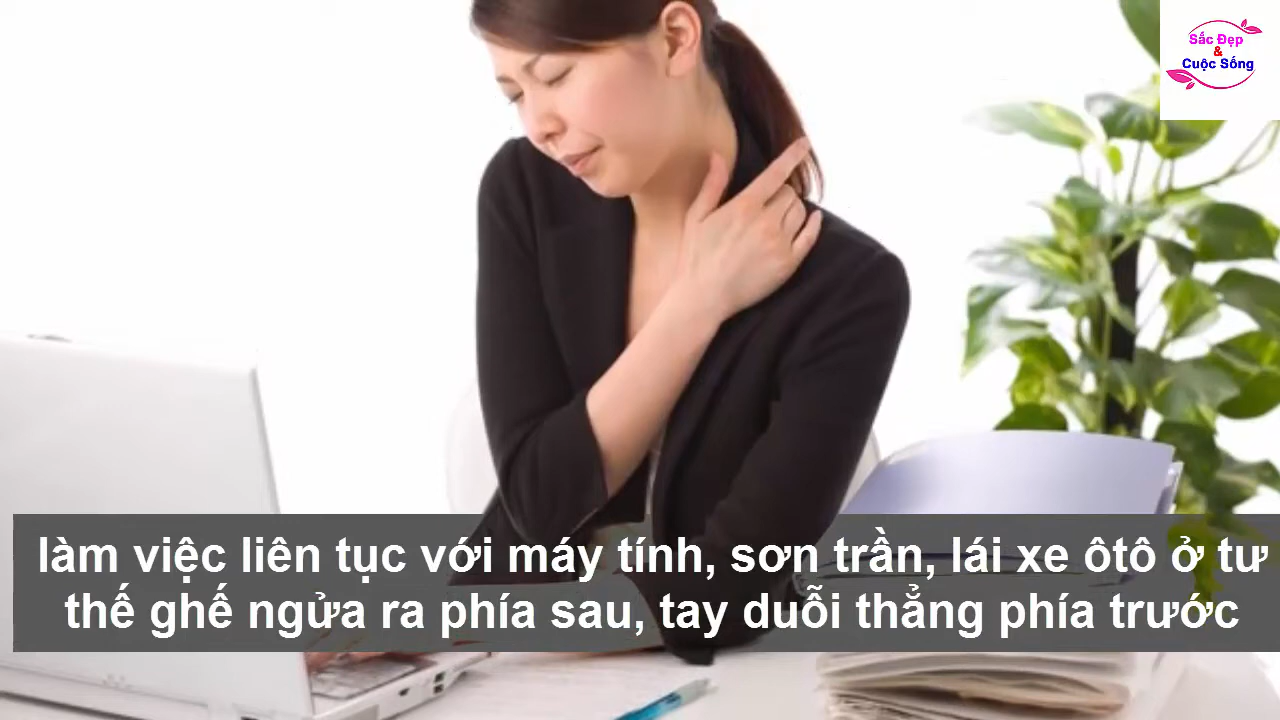 Sắc Đẹp
&
Cuộc Sống
làm việc liên tục với máy tính, sơn trần, lái xe ôtô ở tư
thế ghế ngửa ra phía sau, tay duỗi thẳng phía trước